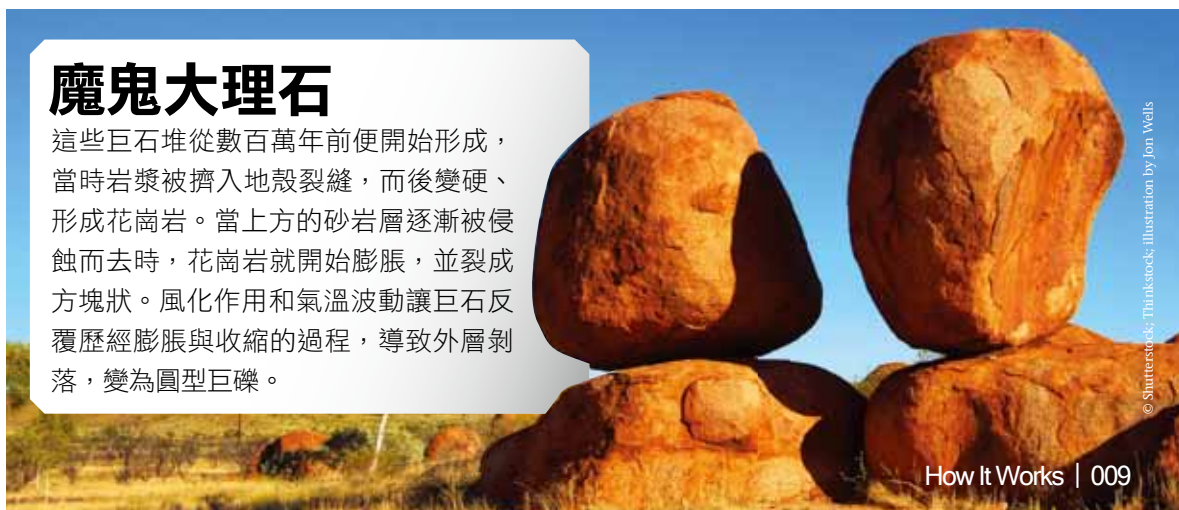 魔鬼大理石
這些巨石堆從數百萬年前便開始形成，
當時岩漿被擠入地殼裂縫，而後變硬、
形成花崗岩。當上方的砂岩層逐漸被侵
蝕而去時，花崗岩就開始膨脹，並裂成
方塊狀。風化作用和氣溫波動讓巨石反
覆歷經膨脹與收縮的過程，導致外層剝
落，變為圓型巨礫。
© Shutterstock; Thinkstock; illustration by Jon Wells
How It Works | 009